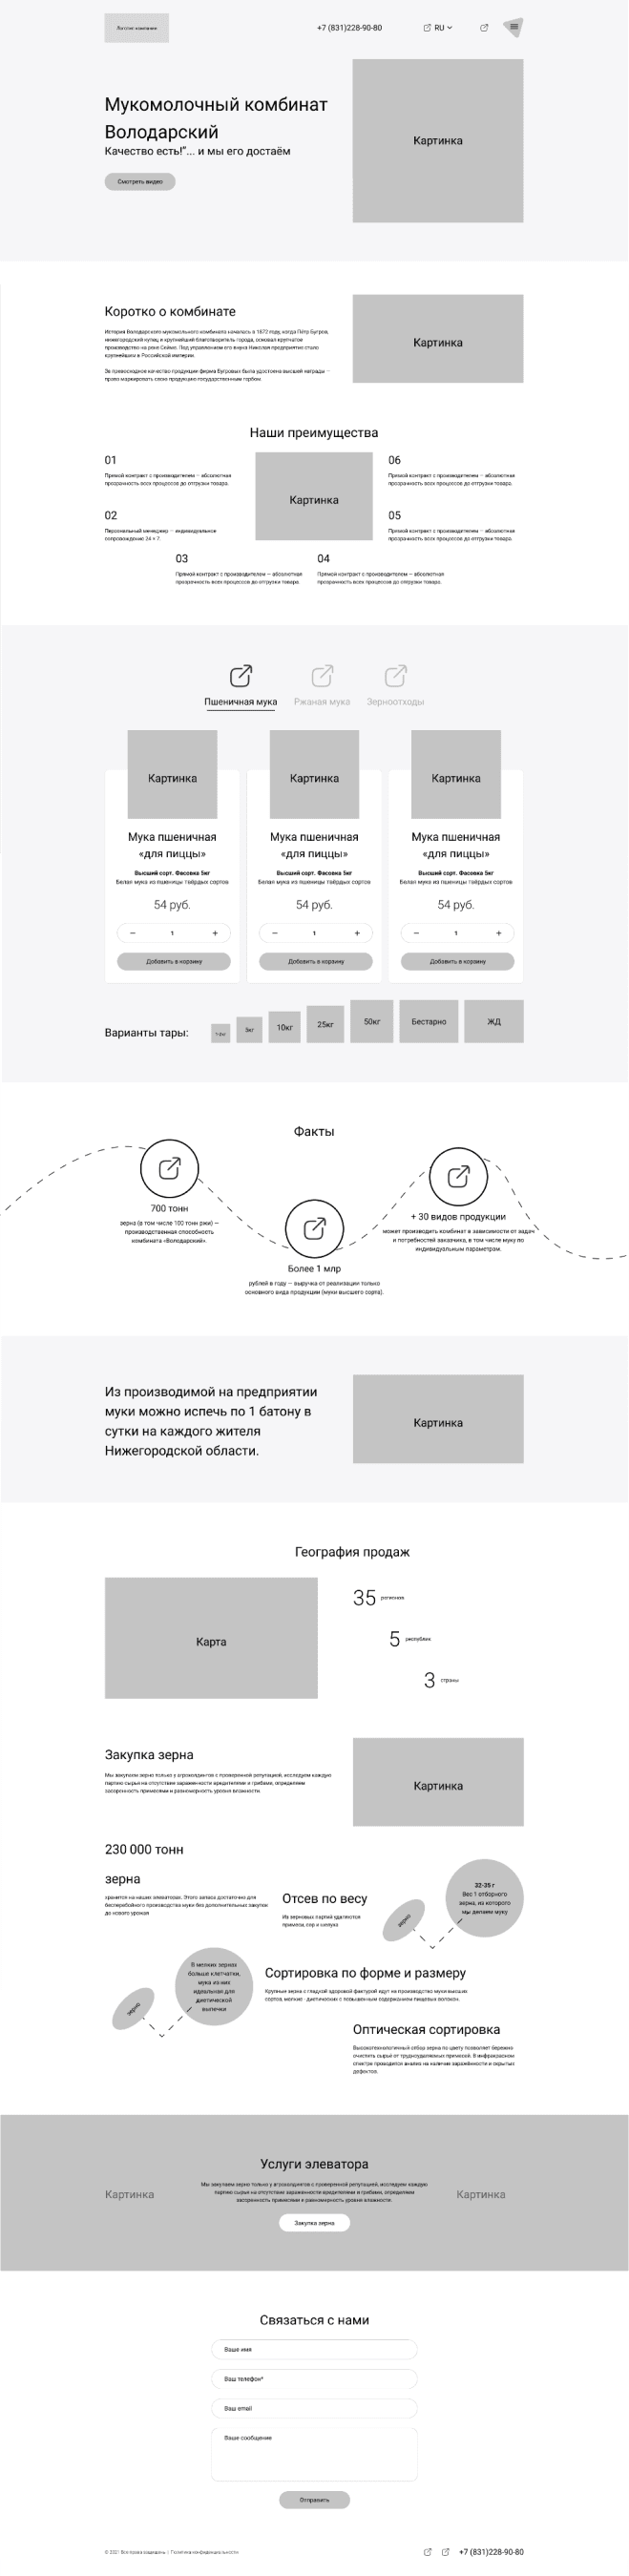 Логотип компании
+7 (831)228-90-80
RU
Мукомолочный комбинат
Володарский
Качество есть!"... и мы его достаём
Смотреть видео
Картинка
Коротко о комбинате
История Володарского мукомольного комбината началась в 1872 году, когда Пётр Бугров,
нижегородский купец и крупнейший благотворитель города, основал крупчатое
производство на реке Сейма. Под управлением его внука Николая предприятие стало
крупнейшим в Российской империи.
За превосходное качество продукции фирма Бугровых была удостоена высшей награды —
право маркировать свою продукцию государственным гербом.
Картинка
Наши преимущества
01
Прямой контракт с производителем — абсолютная
прозрачность всех процессов до отгрузки товара.
02
Персональный менеджер — индивидуальное
сопровождение 24 × 7.
Картинка
06
Прямой контракт с производителем — абсолютная
прозрачность всех процессов до отгрузки товара.
05
Прямой контракт с производителем — абсолютная
прозрачность всех процессов до отгрузки товара.
03
Прямой контракт с производителем — абсолютная
прозрачность всех процессов до отгрузки товара.
04
Прямой контракт с производителем — абсолютная
прозрачность всех процессов до отгрузки товара.
Пшеничная мука
Ржаная мука
Зерноотходы
Картинка
Мука пшеничная
«для пиццы»
Высший сорт. Фасовка 5кг
Белая мука из пшеницы твёрдых сортов
54 руб.
− 1 +
Добавить в корзину
Картинка
Мука пшеничная
«для пиццы»
Высший сорт. Фасовка 5кг
Белая мука из пшеницы твёрдых сортов
54 руб.
− 1 +
Добавить в корзину
Картинка
Мука пшеничная
«для пиццы»
Высший сорт. Фасовка 5кг
Белая мука из пшеницы твёрдых сортов
54 руб.
− 1 +
Добавить в корзину
Варианты тары:
3кг
10кг
25кг
50кг
Бестарно
ЖД
Факты
700 тонн
зерна (в том числе 100 тонн ржи) —
производственная способность
комбината «Володарский».
Более 1 млр
рублей в году — выручка от реализации только
основного вида продукции (муки высшего сорта).
+ 30 видов продукции
может производить комбинат в зависимости от задач
и потребностей заказчика, в том числе муку по
индивидуальным параметрам.
Из производимой на предприятии
муки можно испечь по 1 батону в
сутки на каждого жителя
Нижегородской области.
Картинка
География продаж
Карта
35 регионов
5 республик
3 страны
Закупка зерна
Мы закупаем зерно только у агрохолдингов с проверенной репутацией, исследуем каждую
партию сырья на отсутствие зараженности вредителями и грибами, определяем
засоренность примесями и равномерность уровня влажности.
Картинка
230 000 тонн
зерна
хранится на наших элеваторах. Этого запаса достаточно для
бесперебойного производства муки без дополнительных закупок
до нового урожая
Отсев по весу
Из зерновых партий удаляются
примеси, сор и шелуха
зерно
32-35 г
Вес 1 отборного
зерна, из которого
мы делаем муку
зерно
В мелких зернах
больше клетчатки,
мука из них
идеальная для
диетической
выпечки
Сортировка по форме и размеру
Крупные зерна с гладкой здоровой фактурой идут на производство муки высших
сортов, мелкие - диетических с повышенным содержанием пищевых волокон.
Оптическая сортировка
Высокотехнологичный отбор зерна по цвету позволяет бережно
очистить сырьё от трудноудаляемых примесей. В инфракрасном
спектре проводится анализ на наличие заражённости и скрытых
дефектов.
Картинка
Услуги элеватора
Мы закупаем зерно только у агрохолдингов с проверенной репутацией, исследуем каждую
партию сырья на отсутствие зараженности вредителями и грибами, определяем
засоренность примесями и равномерность уровня влажности.
Закупка зерна
Картинка
Связаться с нами
Ваше имя
Ваш телефон*
Ваш email
Ваше сообщение
Отправить
© 2021 Все права защищены | Политика конфиденциальности
+7 (831)228-90-80